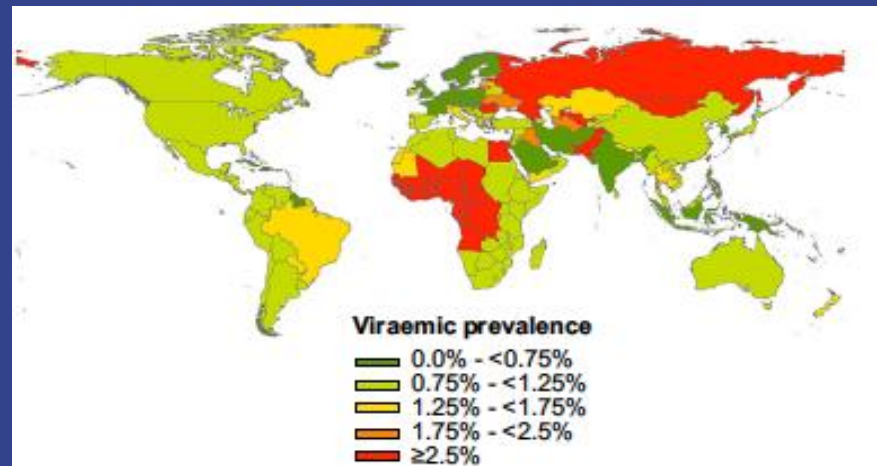 Viraemic prevalence
0.0% - <0.75%
0.75% - <1.25%
1.25% - <1.75%
1.75% - <2.5%
≥2.5%